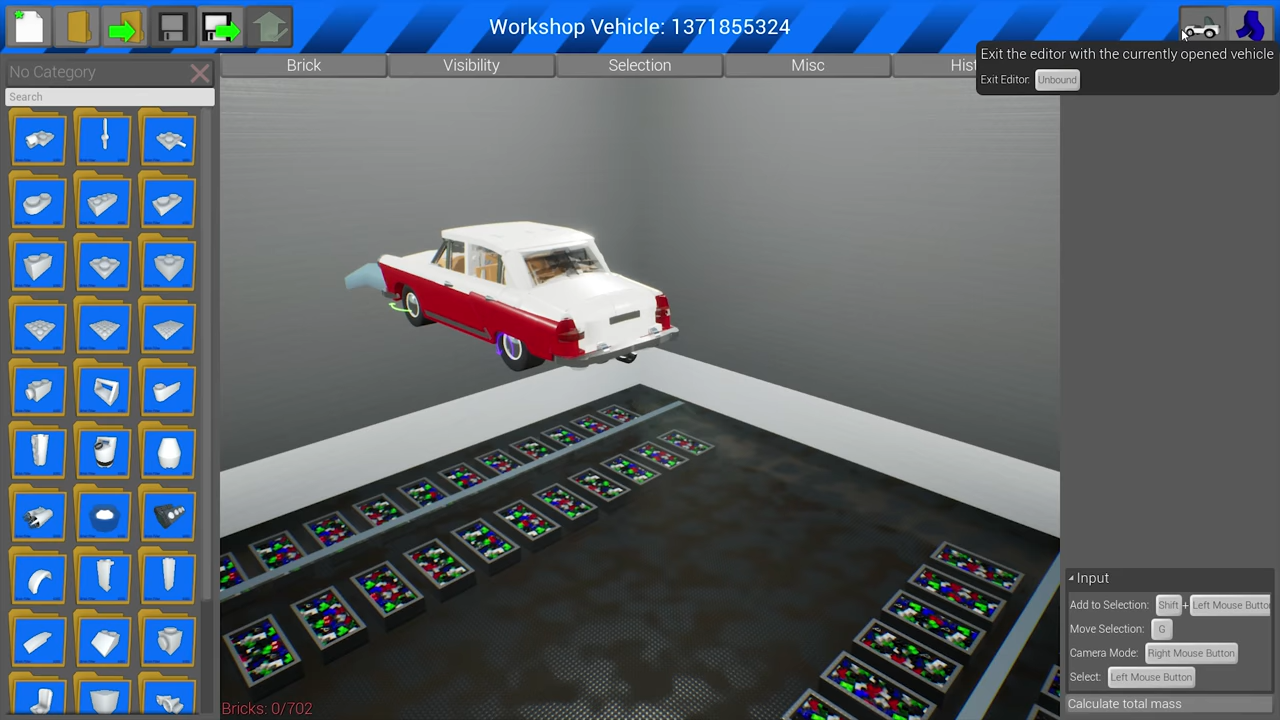 Workshop Vehicle: 1371855324
Exit the editor with the currently opened vehicle
Exit Editor: Unbound
No Category
Search
Brick
Visibility
Selection
Misc
Hist
Input
Add to Selection: Shift + Left Mouse Butto
Move Selection: G
Camera Mode: Right Mouse Button
Select: Left Mouse Button
Calculate total mass
Bricks: 0/702